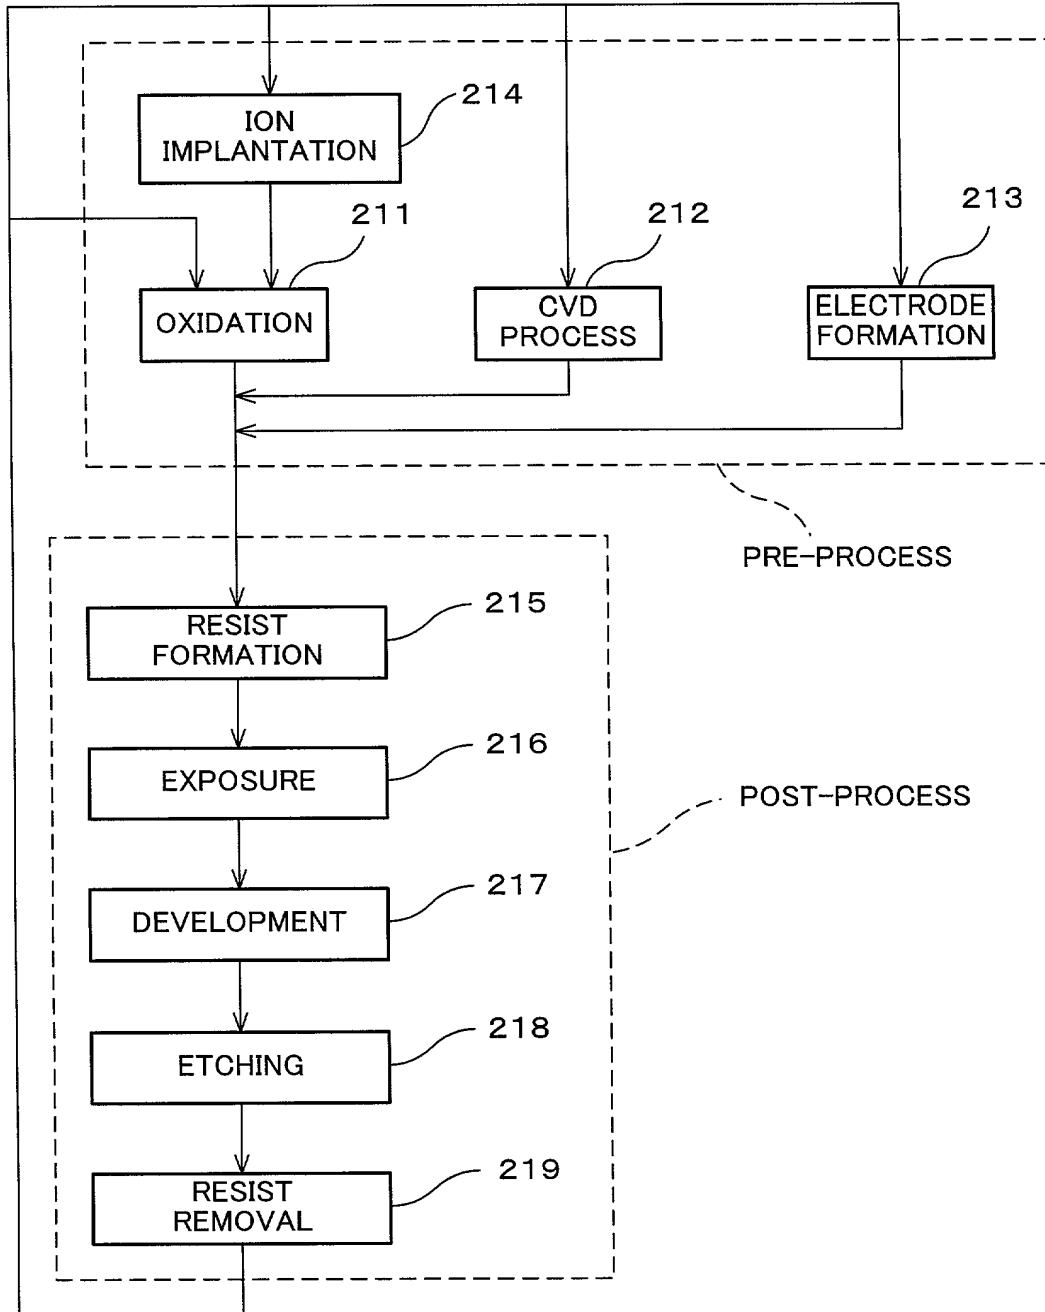 214
ION
IMPLANTATION
211
212
213
OXIDATION
CVD
PROCESS
ELECTRODE
FORMATION
PRE-PROCESS
215
RESIST
FORMATION
216
EXPOSURE
POST-PROCESS
217
DEVELOPMENT
218
ETCHING
219
RESIST
REMOVAL